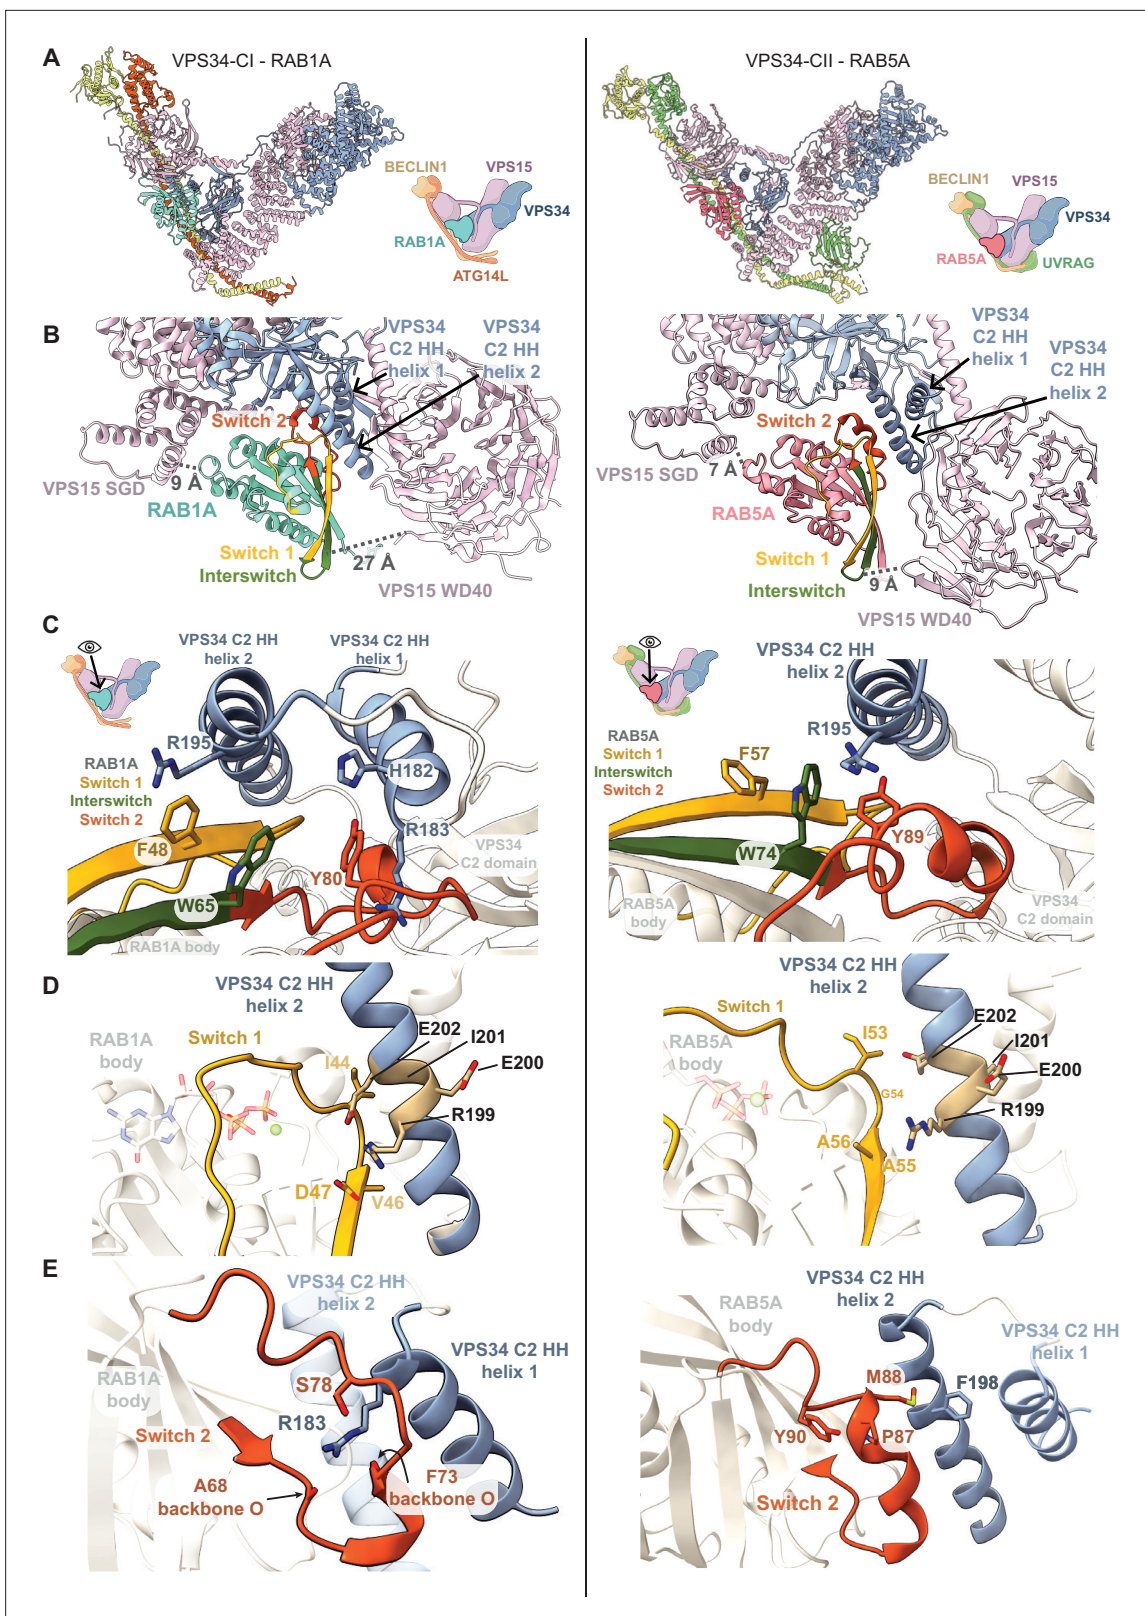 A
VPS34-CI - RAB1A
BECLIN1
VPS15
VPS34
RAB1A
ATG14L
VPS34-CII - RAB5A
BECLIN1
VPS15
VPS34
RAB5A
UVRAG
B
VPS34
C2 HH
helix 1
VPS34
C2 HH
helix 2
Switch 2
VPS15 SGD
9 Å
RAB1A
Switch 1
Interswitch
27 Å
VPS15 WD40
VPS34
C2 HH
helix 1
VPS34
C2 HH
helix 2
Switch 2
VPS15 SGD
7 Å
RAB5A
Switch 1
Interswitch
9 Å
VPS15 WD40
C
VPS34 C2 HH
helix 2
VPS34 C2 HH
helix 1
R195
H182
RAB1A
Switch 1
Interswitch
Switch 2
R183
F48
Y80
VPS34
C2 domain
W65
RAB1A body
VPS34 C2 HH
helix 2
RAB5A
Switch 1
Interswitch
Switch 2
R195
F57
W74
Y89
RAB5A
body
VPS34
C2 domain
D
VPS34 C2 HH
helix 2
RAB1A
body
Switch 1
E202
I201
I44
E200
R199
D47
V46
VPS34 C2 HH
helix 2
Switch 1
RAB5A
body
I53
E202
I201
E200
G54
R199
A56
A55
E
VPS34 C2 HH
helix 2
VPS34 C2 HH
helix 1
RAB1A
body
S78
R183
Switch 2
A68
backbone O
F73
backbone O
VPS34 C2 HH
helix 2
RAB5A
body
VPS34 C2 HH
helix 1
M88
F198
Y90
P87
Switch 2